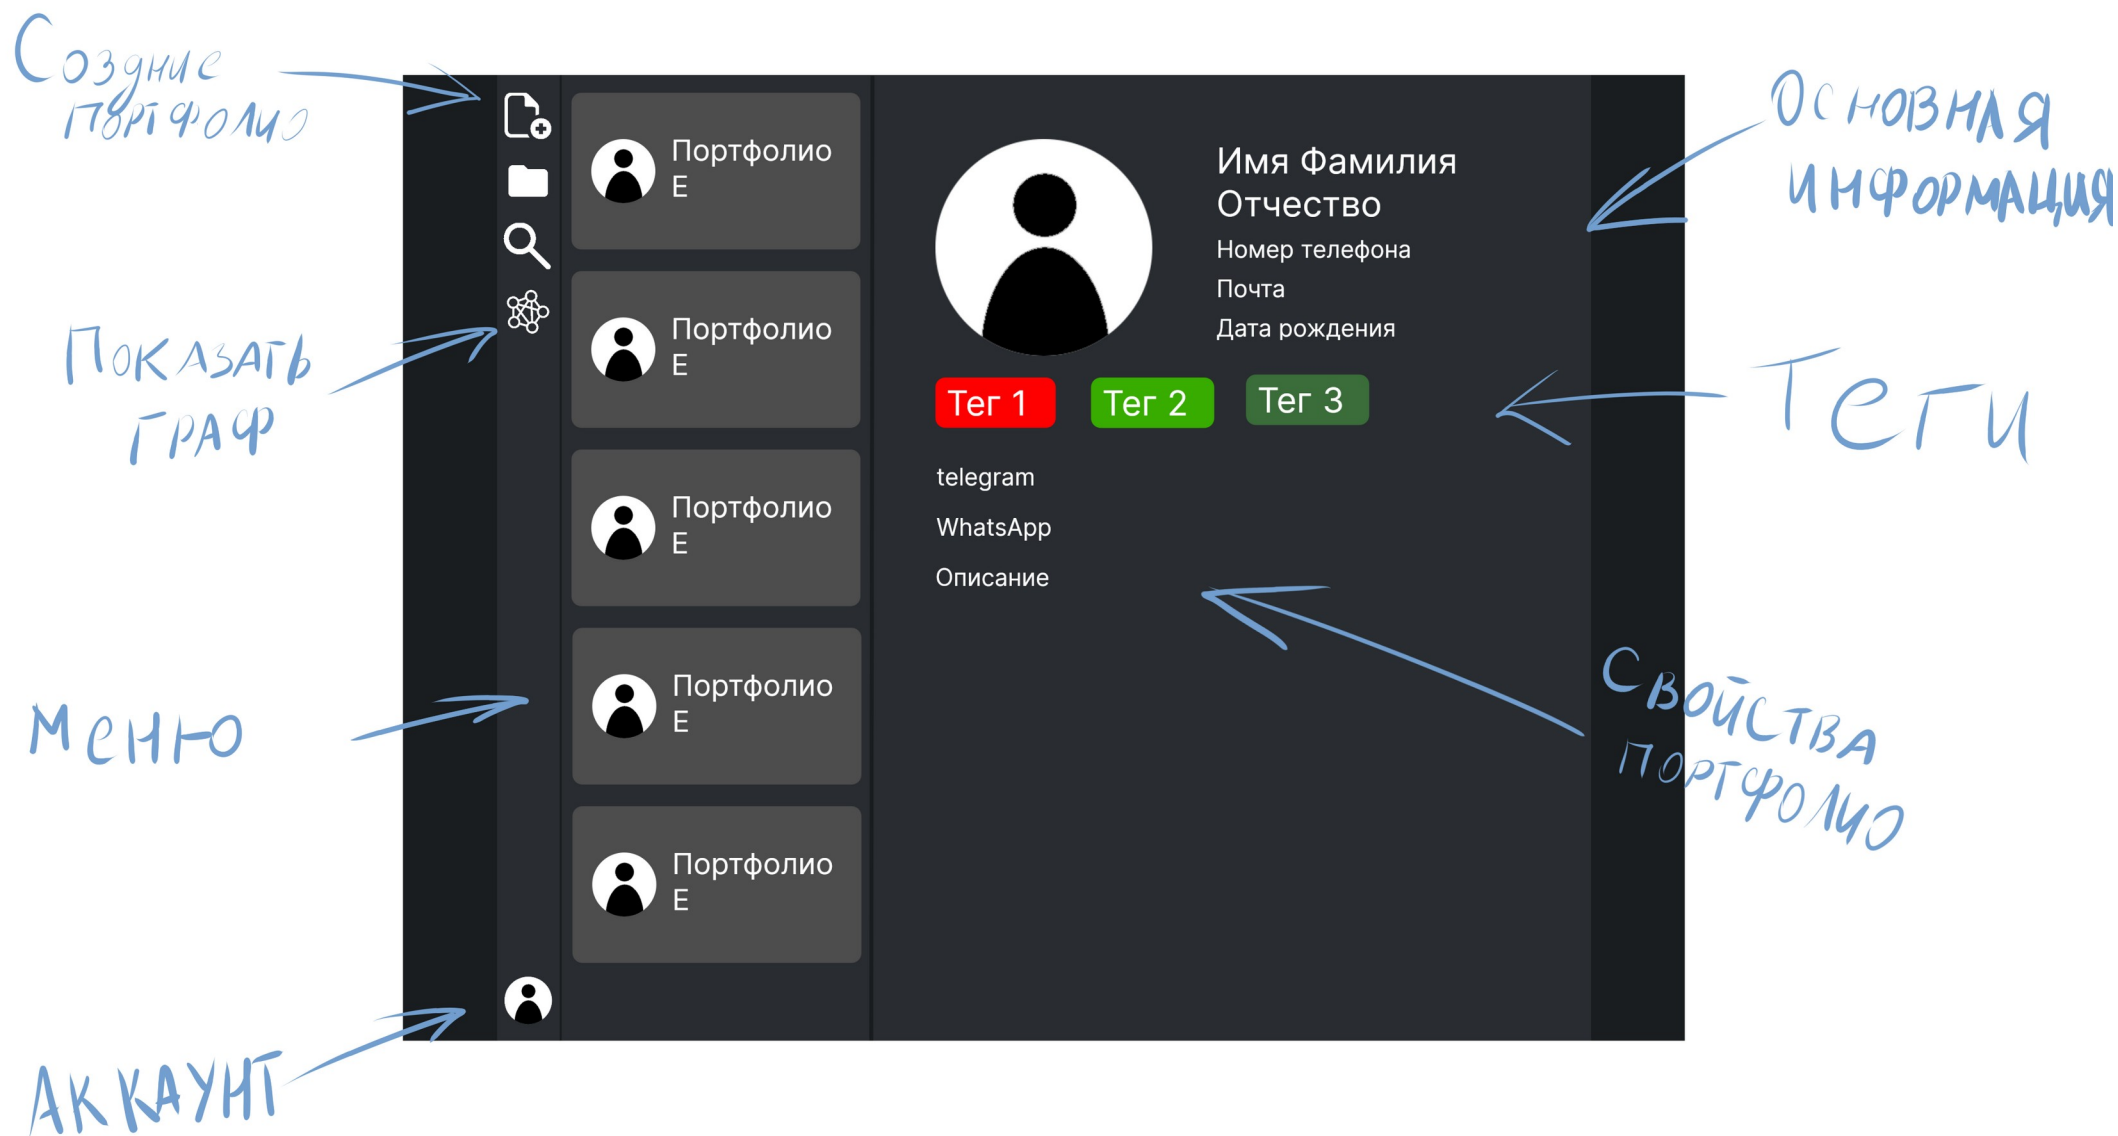 Создние
портфолио
Показать
граф
Меню
Аккаунт
Портфолио
Е
Портфолио
Е
Портфолио
Е
Портфолио
Е
Портфолио
Е
Имя Фамилия
Отчество
Номер телефона
Почта
Дата рождения
Тег 1
Тег 2
Тег 3
telegram
WhatsApp
Описание
Основная
информация
Теги
Свойства
портфолио